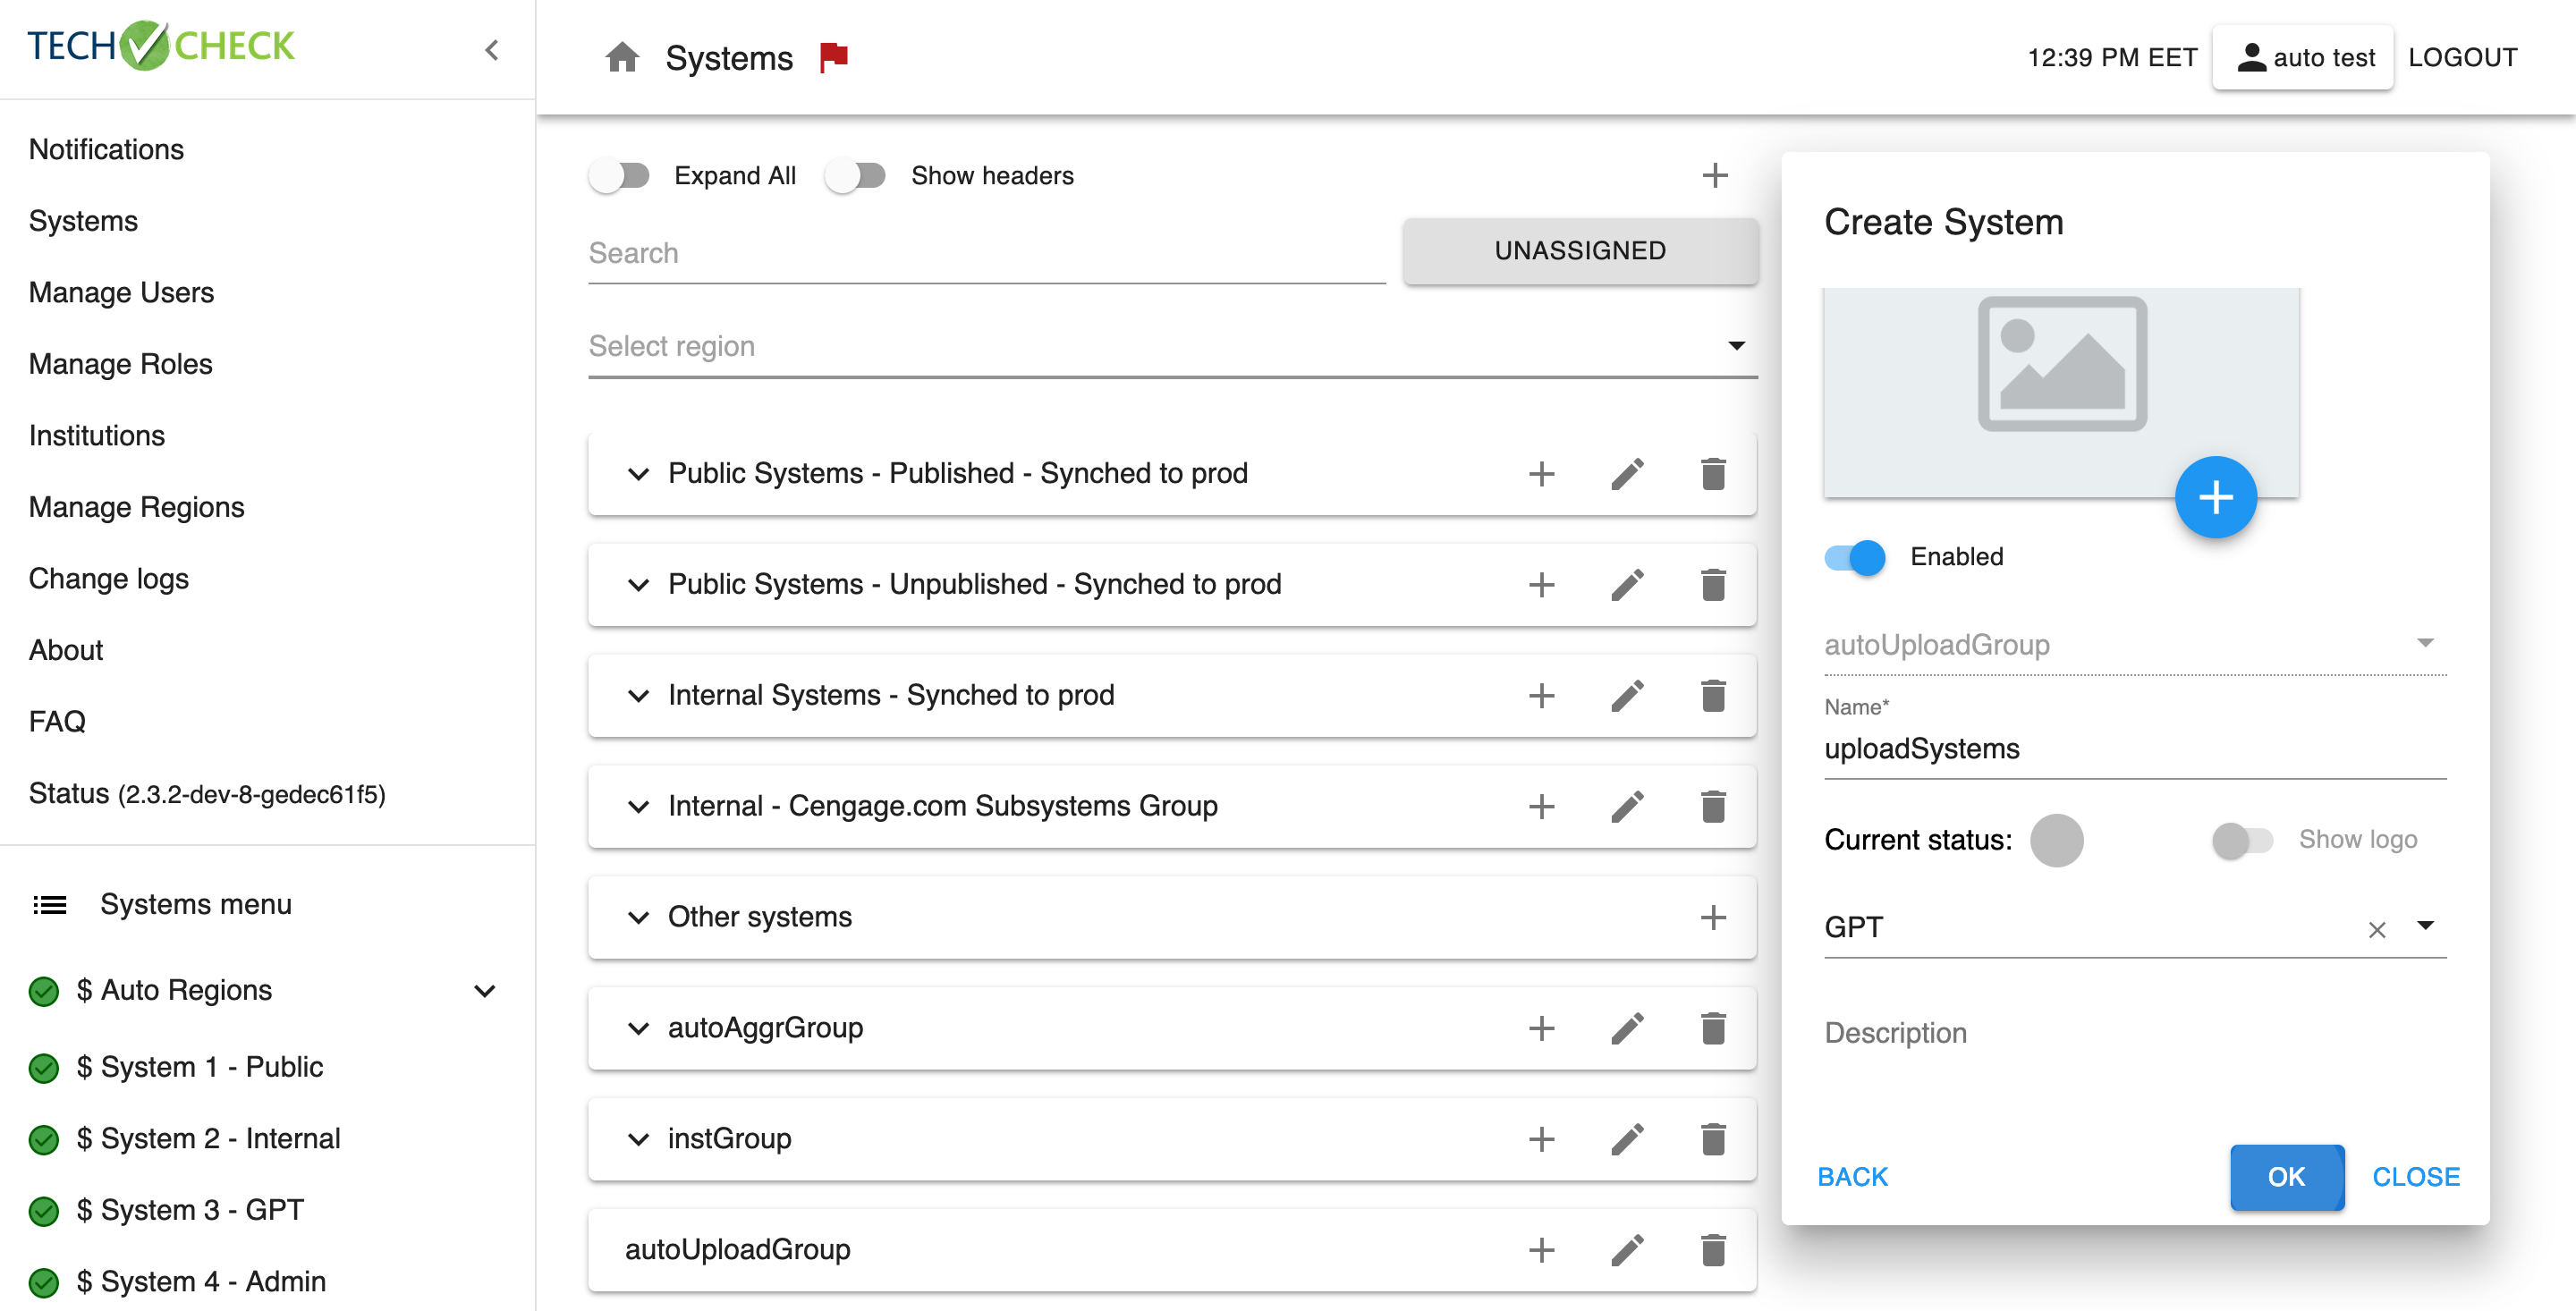 TECH CHECK
Systems
12:39 PM EET
auto test
LOGOUT
Notifications
Systems
Manage Users
Manage Roles
Institutions
Manage Regions
Change logs
About
FAQ
Status (2.3.2-dev-8-gedec61f5)
Systems menu
$ Auto Regions
$ System 1 - Public
$ System 2 - Internal
$ System 3 - GPT
$ System 4 - Admin
Expand All
Show headers
Search
UNASSIGNED
Select region
Public Systems - Published - Synched to prod
Public Systems - Unpublished - Synched to prod
Internal Systems - Synched to prod
Internal - Cengage.com Subsystems Group
Other systems
autoAggrGroup
instGroup
autoUploadGroup
Create System
Enabled
autoUploadGroup
Name*
uploadSystems
Current status:
Show logo
GPT
Description
BACK
OK
CLOSE